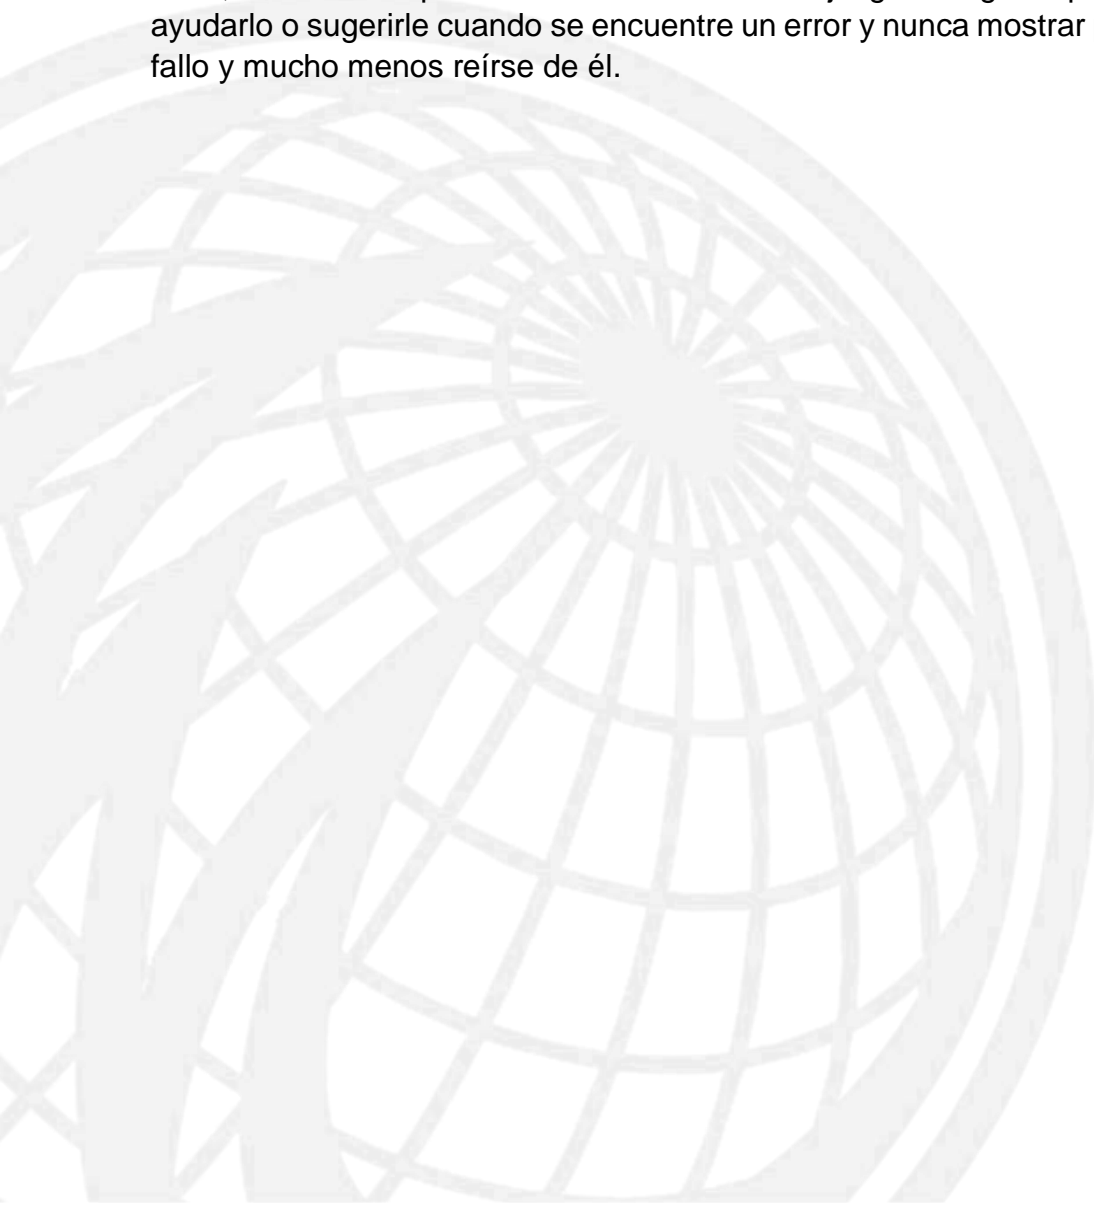 ayudarlo o sugerirle cuando se encuentre un error y nunca mostrar
fallo y mucho menos reírse de él.